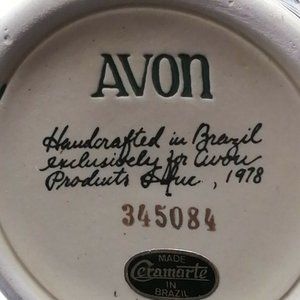 AVON
Handcrafted in Brazil
exclusively for Avon
Products Inc., 1978
345084
MADE
Ceramarte
IN
BRAZIL